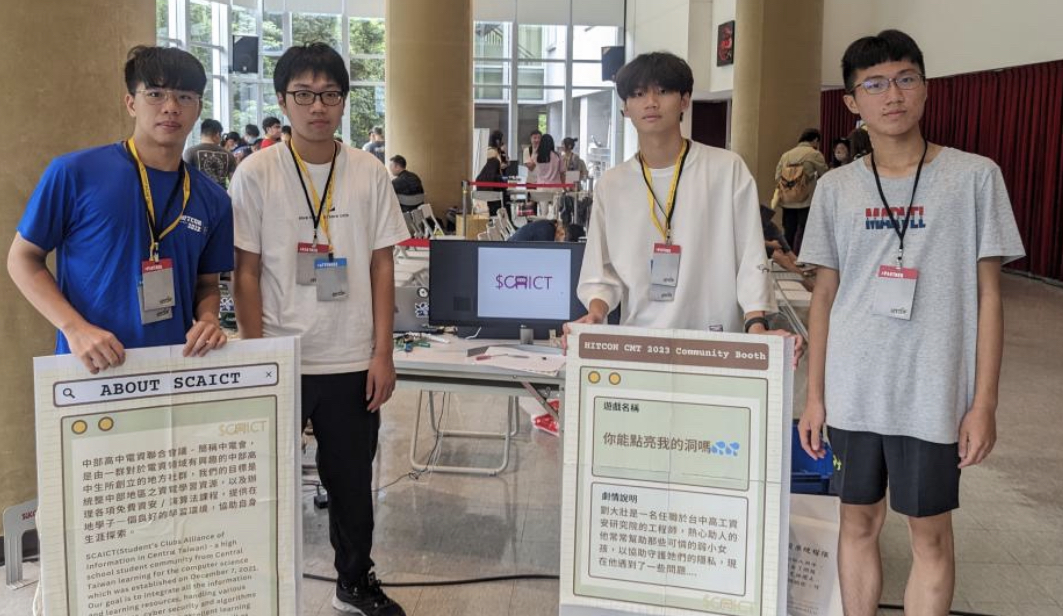 ABOUT SCAICT
SCAICT
中部高中電資聯合會議－簡稱中電會，
是由一群對於電資領域有興趣的中部高
中生所創立的地方社群，我們的目標是
統整中部地區之資電學習資源，以及辦
理各項免費資安／演算法課程，提供在
地學子一個良好的學習環境，協助自身
生涯探索。
SCAICT(Student's Clubs Alliance of
Information in Central Taiwan) - a high
school student community from Central
Taiwan learning for the computer science
which was established on December 7, 2021.
Our goal is to integrate all the information
and learning resources, handling various
cyber security and algorithms
HITCON
2022
$CAICT
HITCON CMT 2023 Community Booth
遊戲名稱
你能點亮我的洞嗎
劇情說明
劉大壯是一名任職於台中高工資
安研究院的工程師，熱心助人的
他常常幫助那些可憐的弱小女
孩，以協助守護她們的隱私，現
在他遇到了一些問題....
SCAICT
MARVEL